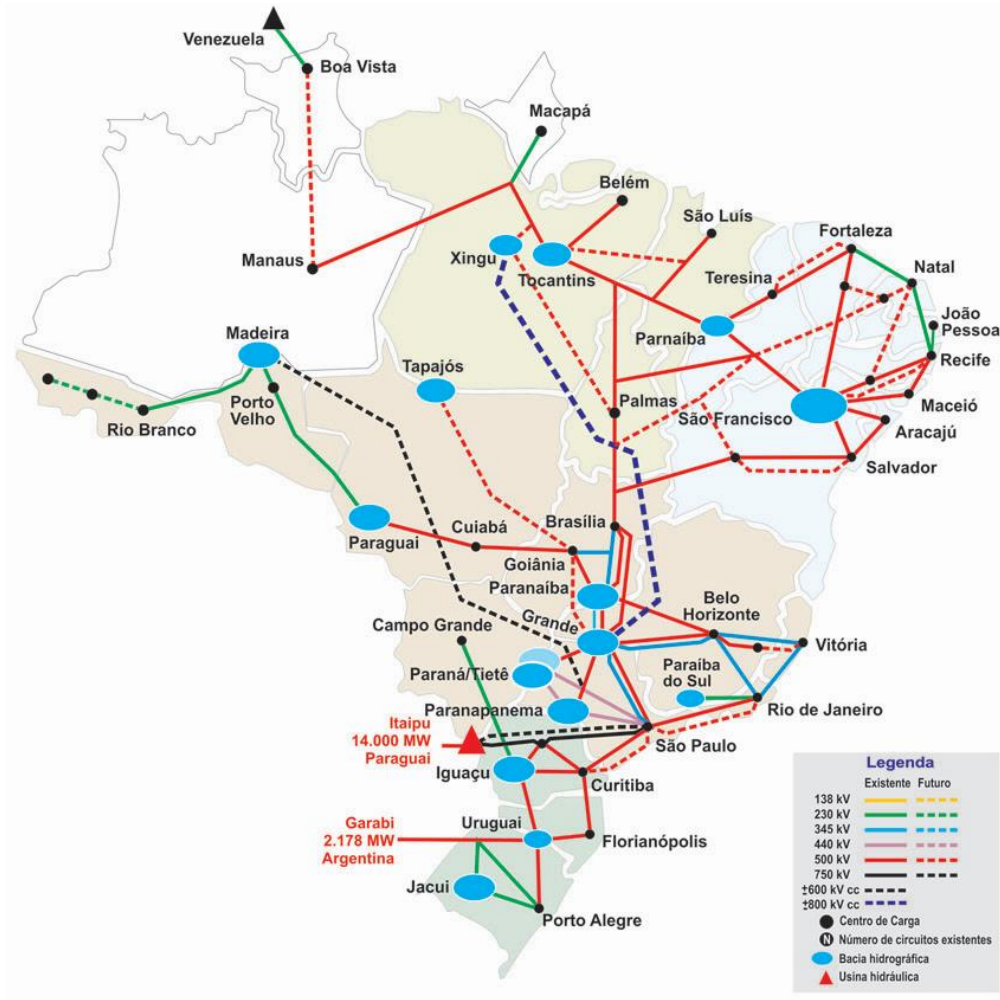 Venezuela
Boa Vista
Macapá
Belém
São Luís
Fortaleza
Manaus
Xingu
Tocantins
Teresina
Natal
João
Pessoa
Madeira
Parnaíba
Recife
Tapajós
Porto
Velho
Palmas
São Francisco
Maceió
Rio Branco
Aracajú
Salvador
Paraguai
Cuiabá
Brasília
Goiânia
Paranaíba
Belo
Horizonte
Grande
Campo Grande
Vitória
Paraná/Tietê
Paraíba
do Sul
Paranapanema
Rio de Janeiro
Itaipu
14.000 MW
Paraguai
São Paulo
Iguaçu
Curitiba
Garabi
2.178 MW
Argentina
Uruguai
Florianópolis
Jacui
Porto Alegre
Legenda
Existente Futuro
138 kV
230 kV
345 kV
440 kV
500 kV
750 kV
±600 kV cc
±800 kV cc
Centro de Carga
N Número de circuitos existentes
Bacia hidrográfica
Usina hidráulica